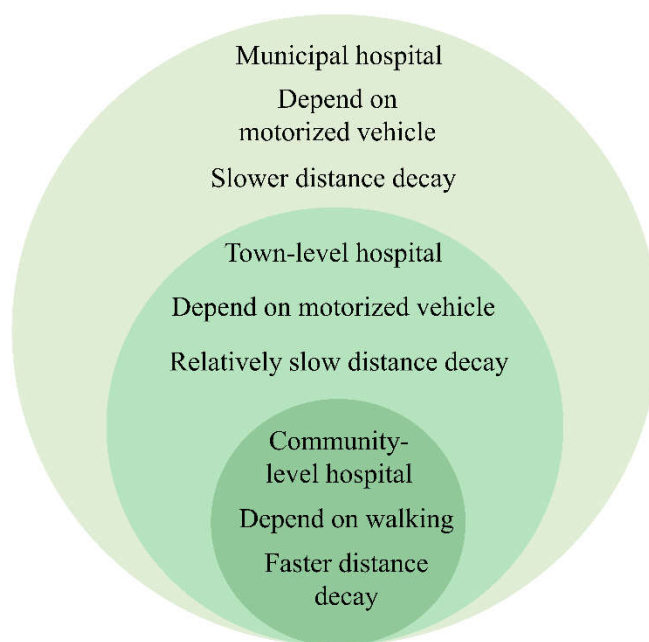 Municipal hospital
Depend on
motorized vehicle
Slower distance decay
Town-level hospital
Depend on motorized vehicle
Relatively slow distance decay
Community-
level hospital
Depend on walking
Faster distance
decay